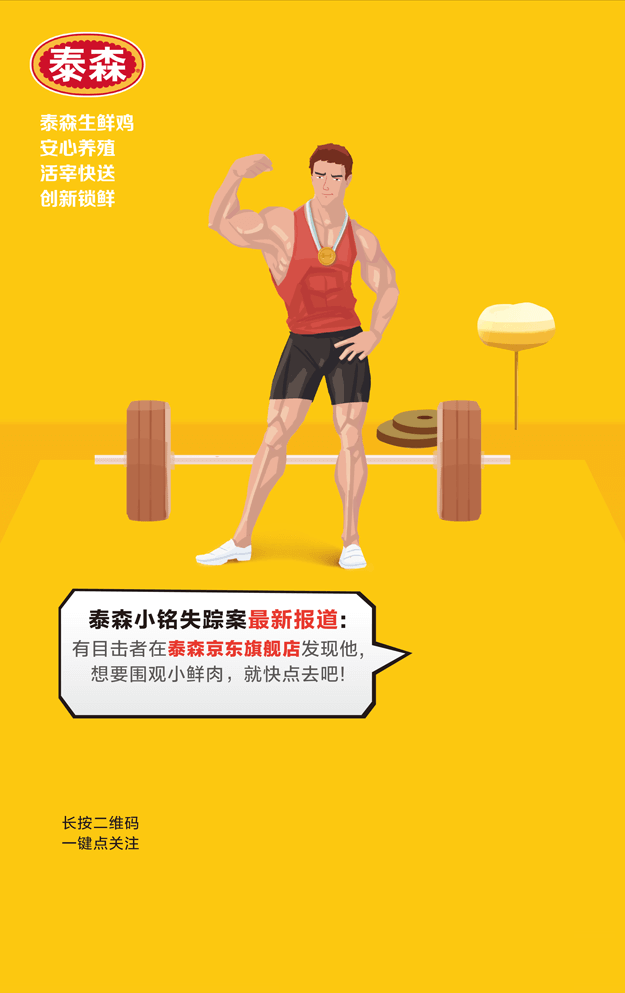 泰森
泰森生鲜鸡
安心养殖
活宰快送
创新锁鲜
泰森小铭失踪案最新报道:
有目击者在泰森京东旗舰店发现他,
想要围观小鲜肉，就快点去吧!
长按二维码
一键点关注